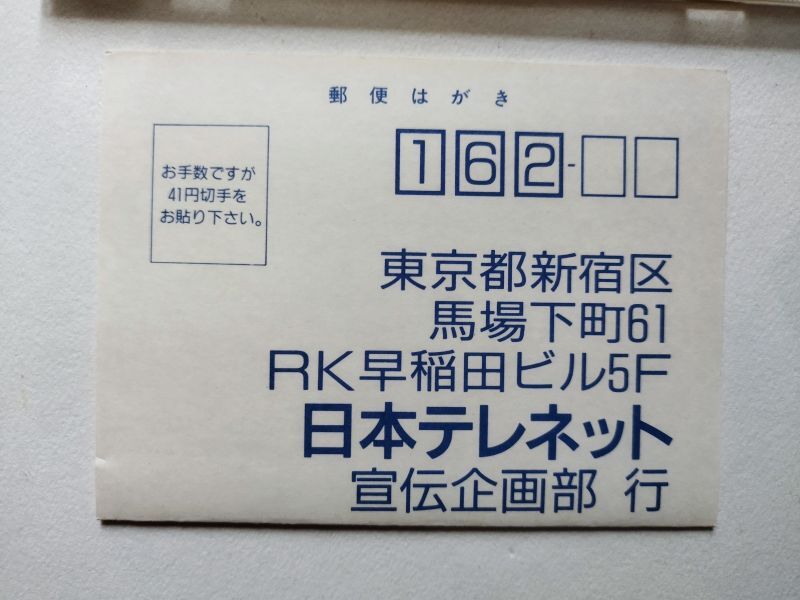 郵便はがき
162-
お手数ですが
41円切手を
お貼り下さい。
東京都新宿区
馬場下町61
RK早稲田ビル5F
日本テレネット
宣伝企画部 行